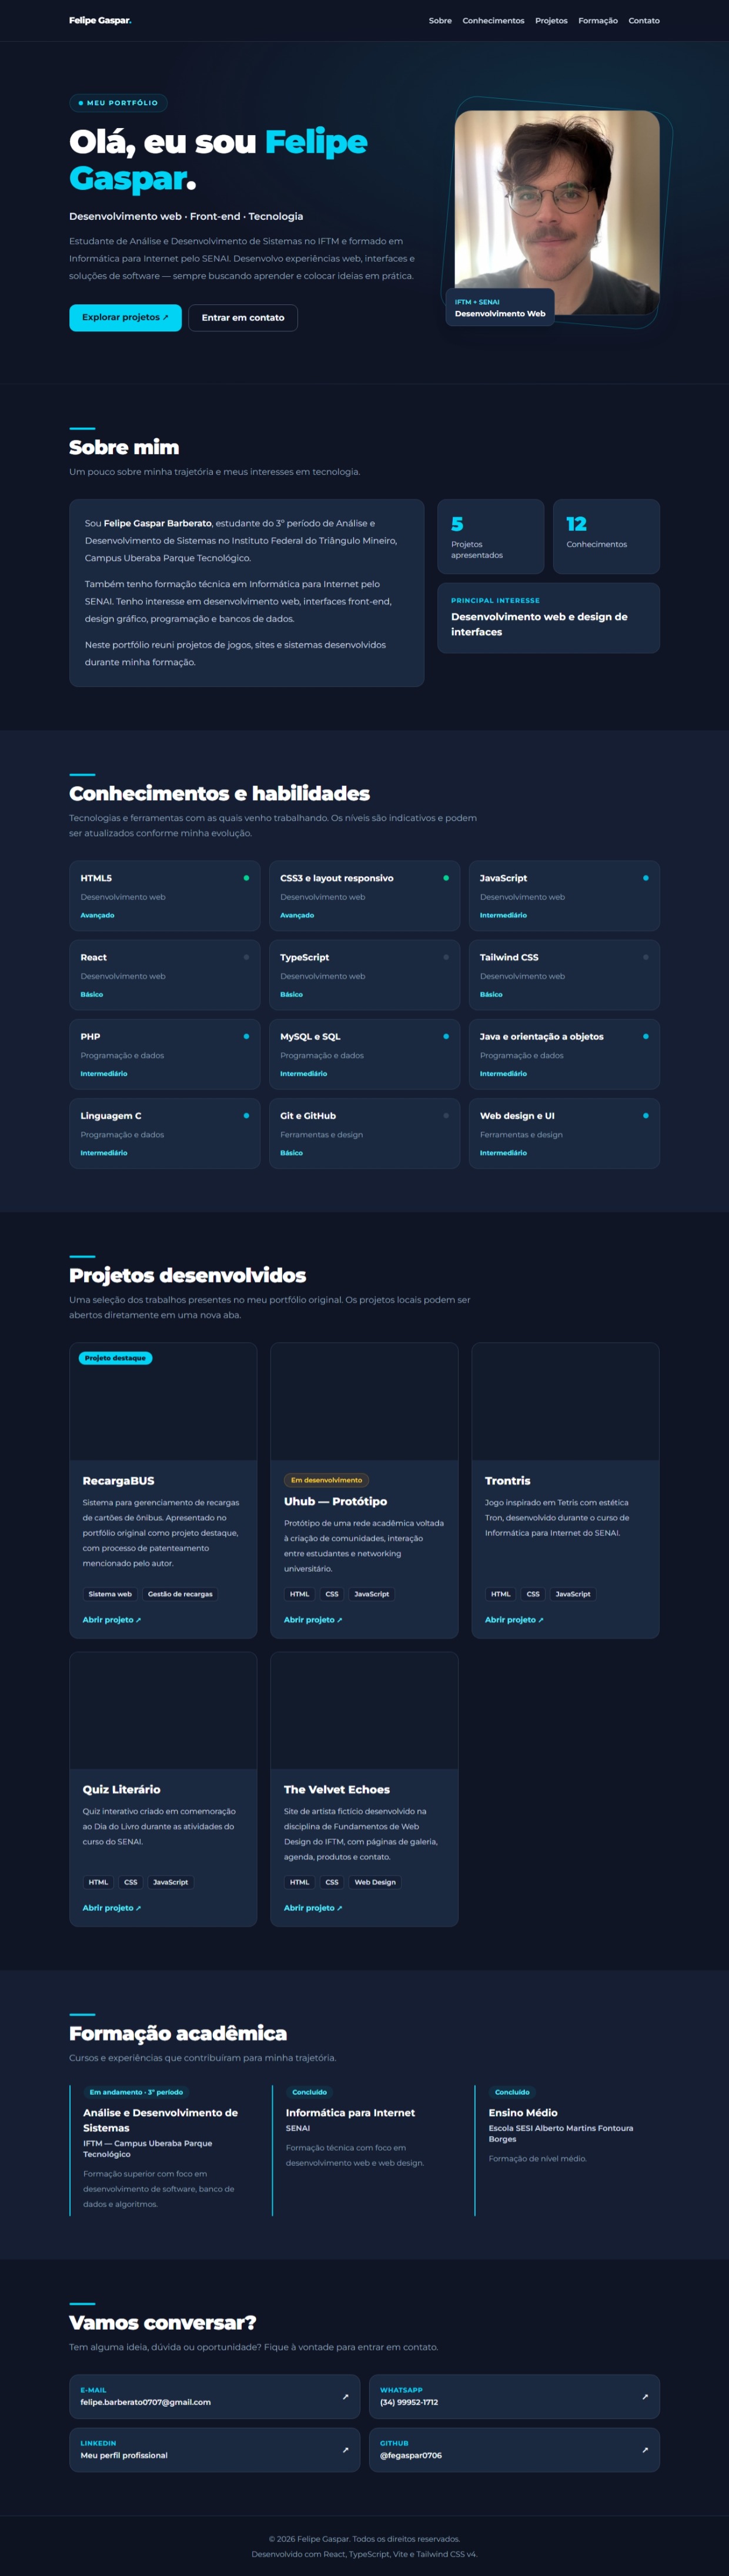 Felipe Gaspar.
Sobre
Conhecimentos
Projetos
Formação
Contato
MEU PORTFÓLIO
Olá, eu sou Felipe
Gaspar.
Desenvolvimento web · Front-end · Tecnologia
Estudante de Análise e Desenvolvimento de Sistemas no IFTM e formado em
Informática para Internet pelo SENAI. Desenvolvo experiências web, interfaces e
soluções de software — sempre buscando aprender e colocar ideias em prática.
Explorar projetos ↗
Entrar em contato
IFTM + SENAI
Desenvolvimento Web
Sobre mim
Um pouco sobre minha trajetória e meus interesses em tecnologia.
Sou Felipe Gaspar Barberato, estudante do 3º período de Análise e
Desenvolvimento de Sistemas no Instituto Federal do Triângulo Mineiro,
Campus Uberaba Parque Tecnológico.
Também tenho formação técnica em Informática para Internet pelo
SENAI. Tenho interesse em desenvolvimento web, interfaces front-end,
design gráfico, programação e bancos de dados.
Neste portfólio reuni projetos de jogos, sites e sistemas desenvolvidos
durante minha formação.
5
Projetos
apresentados
12
Conhecimentos
PRINCIPAL INTERESSE
Desenvolvimento web e design de
interfaces
Conhecimentos e habilidades
Tecnologias e ferramentas com as quais venho trabalhando. Os níveis são indicativos e podem
ser atualizados conforme minha evolução.
HTML5
Desenvolvimento web
Avançado
CSS3 e layout responsivo
Desenvolvimento web
Avançado
JavaScript
Desenvolvimento web
Intermediário
React
Desenvolvimento web
Básico
TypeScript
Desenvolvimento web
Básico
Tailwind CSS
Desenvolvimento web
Básico
PHP
Programação e dados
Intermediário
MySQL e SQL
Programação e dados
Intermediário
Java e orientação a objetos
Programação e dados
Intermediário
Linguagem C
Programação e dados
Intermediário
Git e GitHub
Ferramentas e design
Básico
Web design e UI
Ferramentas e design
Intermediário
Projetos desenvolvidos
Uma seleção dos trabalhos presentes no meu portfólio original. Os projetos locais podem ser
abertos diretamente em uma nova aba.
Projeto destaque
RecargaBUS
Sistema para gerenciamento de recargas
de cartões de ônibus. Apresentado no
portfólio original como projeto destaque,
com processo de patenteamento
mencionado pelo autor.
Sistema web
Gestão de recargas
Abrir projeto ↗
Em desenvolvimento
Uhub — Protótipo
Protótipo de uma rede acadêmica voltada
à criação de comunidades, interação
entre estudantes e networking
universitário.
HTML
CSS
JavaScript
Abrir projeto ↗
Trontris
Jogo inspirado em Tetris com estética
Tron, desenvolvido durante o curso de
Informática para Internet do SENAI.
HTML
CSS
JavaScript
Abrir projeto ↗
Quiz Literário
Quiz interativo criado em comemoração
ao Dia do Livro durante as atividades do
curso do SENAI.
HTML
CSS
JavaScript
Abrir projeto ↗
The Velvet Echoes
Site de artista fictício desenvolvido na
disciplina de Fundamentos de Web
Design do IFTM, com páginas de galeria,
agenda, produtos e contato.
HTML
CSS
Web Design
Abrir projeto ↗
Formação acadêmica
Cursos e experiências que contribuíram para minha trajetória.
Em andamento · 3º período
Análise e Desenvolvimento de
Sistemas
IFTM — Campus Uberaba Parque
Tecnológico
Formação superior com foco em
desenvolvimento de software, banco de
dados e algoritmos.
Concluído
Informática para Internet
SENAI
Formação técnica com foco em
desenvolvimento web e web design.
Concluído
Ensino Médio
Escola SESI Alberto Martins Fontoura
Borges
Formação de nível médio.
Vamos conversar?
Tem alguma ideia, dúvida ou oportunidade? Fique à vontade para entrar em contato.
E-MAIL
felipe.barberato0707@gmail.com
↗
WHATSAPP
(34) 99952-1712
↗
LINKEDIN
Meu perfil profissional
↗
GITHUB
@fegaspar0706
↗
© 2026 Felipe Gaspar. Todos os direitos reservados.
Desenvolvido com React, TypeScript, Vite e Tailwind CSS v4.